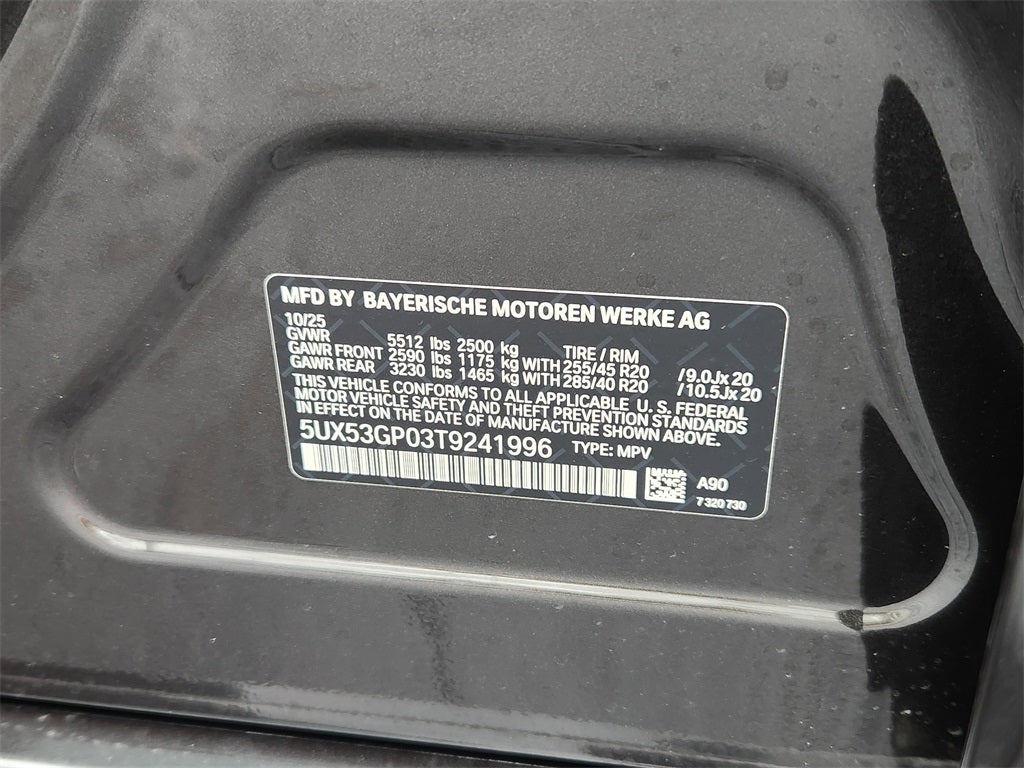 MFD BY BAYERISCHE MOTOREN WERKE AG
10/25
GVWR 5512 lbs 2500 kg TIRE / RIM
GAWR FRONT 2590 lbs 1175 kg WITH 255/45 R20 /9.0Jx20
GAWR REAR 3230 lbs 1465 kg WITH 285/40 R20 /10.5Jx20
THIS VEHICLE CONFORMS TO ALL APPLICABLE U. S. FEDERAL
MOTOR VEHICLE SAFETY AND THEFT PREVENTION STANDARDS
IN EFFECT ON THE DATE OF MANUFACTURE SHOWN ABOVE.
5UX53GP03T9241996 TYPE: MPV
A90
7 320 730